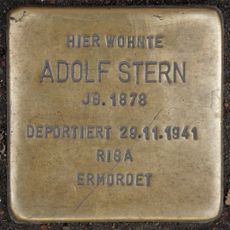 HIER WOHNTE
ADOLF STERN
JG. 1878
DEPORTIERT 29.11.1941
RIGA
ERMORDET